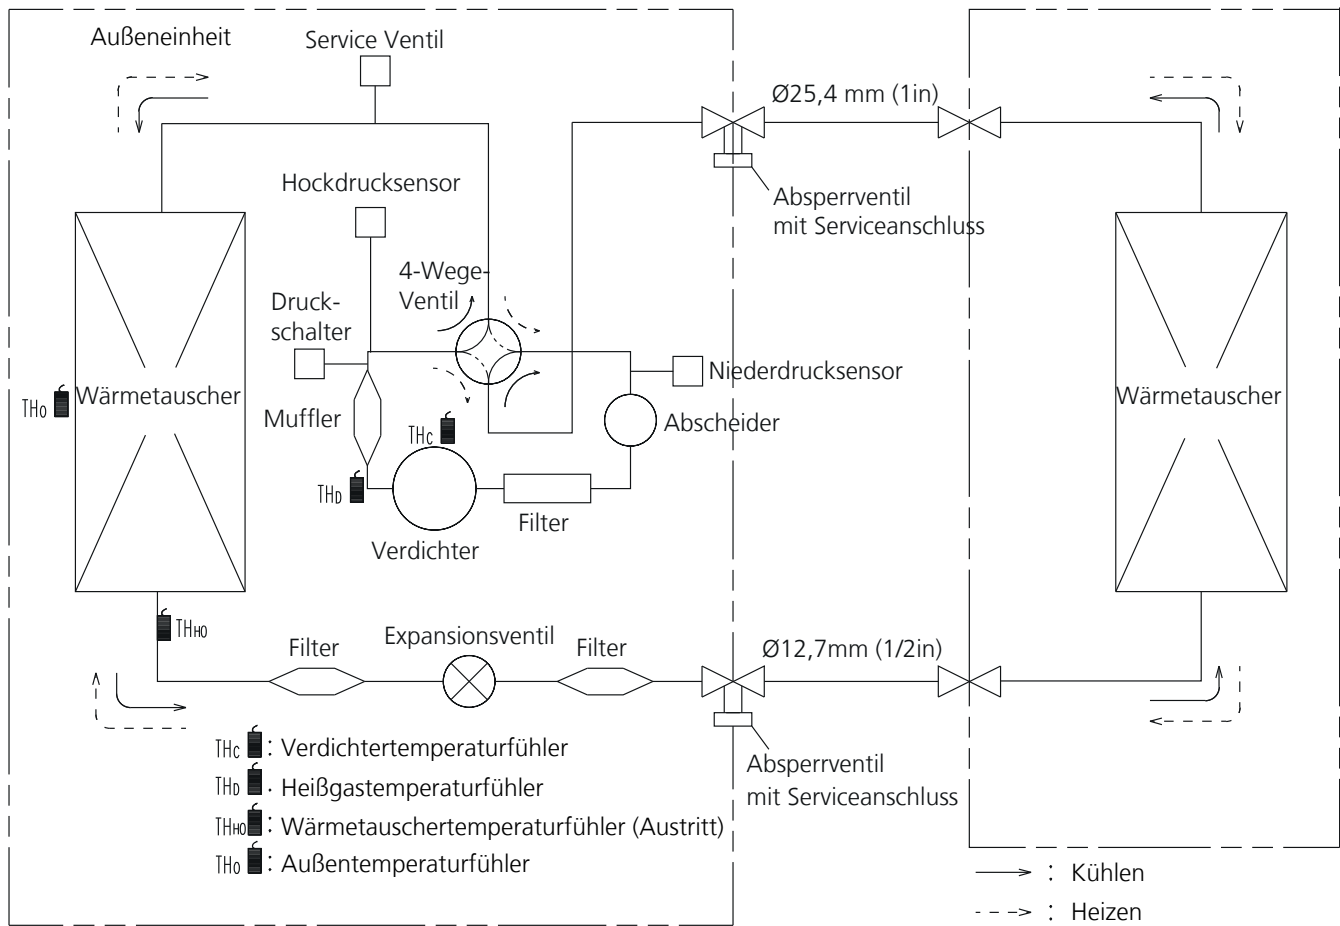 Außeneinheit
Service Ventil
Ø25,4 mm (1in)
Hockdrucksensor
Absperrventil
mit Serviceanschluss
4-Wege-
Ventil
Druck-
schalter
Niederdrucksensor
THO
Wärmetauscher
Wärmetauscher
Muffler
THC
Abscheider
THD
Filter
Verdichter
THHO
Filter
Expansionsventil
Filter
Ø12,7mm (1/2in)
THC : Verdichtertemperaturfühler
THD . Heißgastemperaturfühler
THHO : Wärmetauschertemperaturfühler (Austritt)
THO : Außentemperaturfühler
Absperrventil
mit Serviceanschluss
: Kühlen
: Heizen